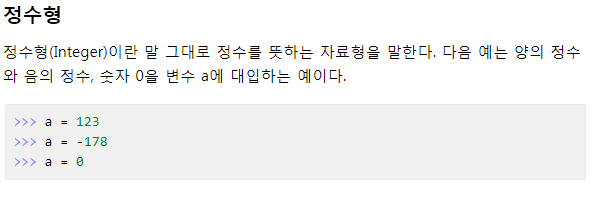 정수형
정수형(Integer)이란 말 그대로 정수를 뜻하는 자료형을 말한다. 다음 예는 양의 정수
와 음의 정수, 숫자 0을 변수 a에 대입하는 예이다.
>>> a = 123
>>> a = -178
>>> a = 0